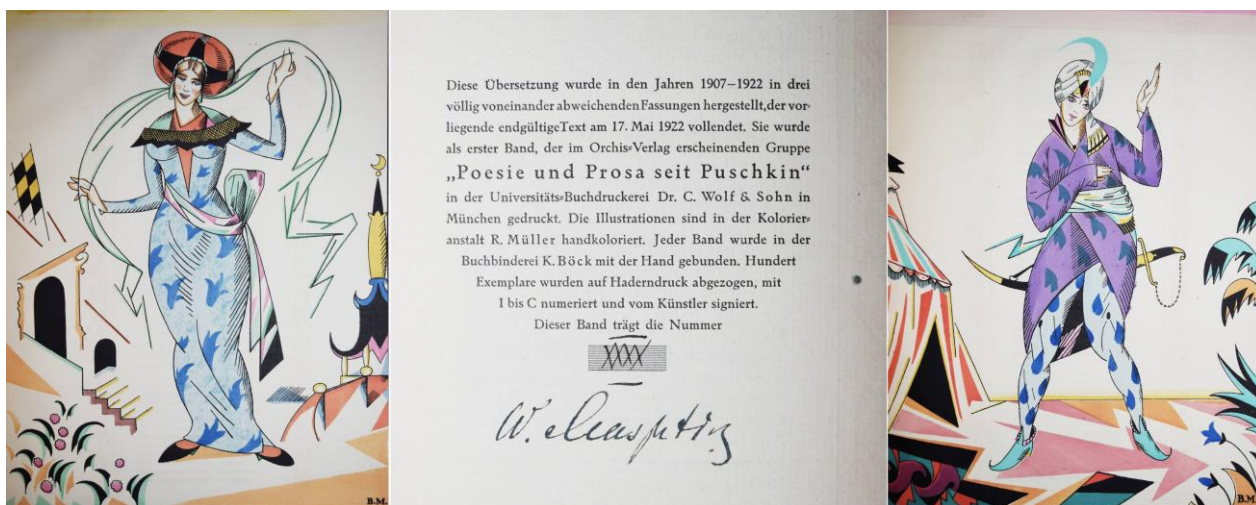 B.M.
Diese Übersetzung wurde in den Jahren 1907–1922 in drei
völlig voneinander abweichenden Fassungen hergestellt, der vor-
liegende endgültige Text am 17. Mai 1922 vollendet. Sie wurde
als erster Band, der im Orchis-Verlag erscheinenden Gruppe
„Poesie und Prosa seit Puschkin“
in der Universitäts-Buchdruckerei Dr. C. Wolf & Sohn in
München gedruckt. Die Illustrationen sind in der Kolorier-
anstalt R. Müller handkoloriert. Jeder Band wurde in der
Buchbinderei K. Böck mit der Hand gebunden. Hundert
Exemplare wurden auf Haderndruck abgezogen, mit
I bis C numeriert und vom Künstler signiert.
Dieser Band trägt die Nummer
XXXX
W. Masjutin
B.M.